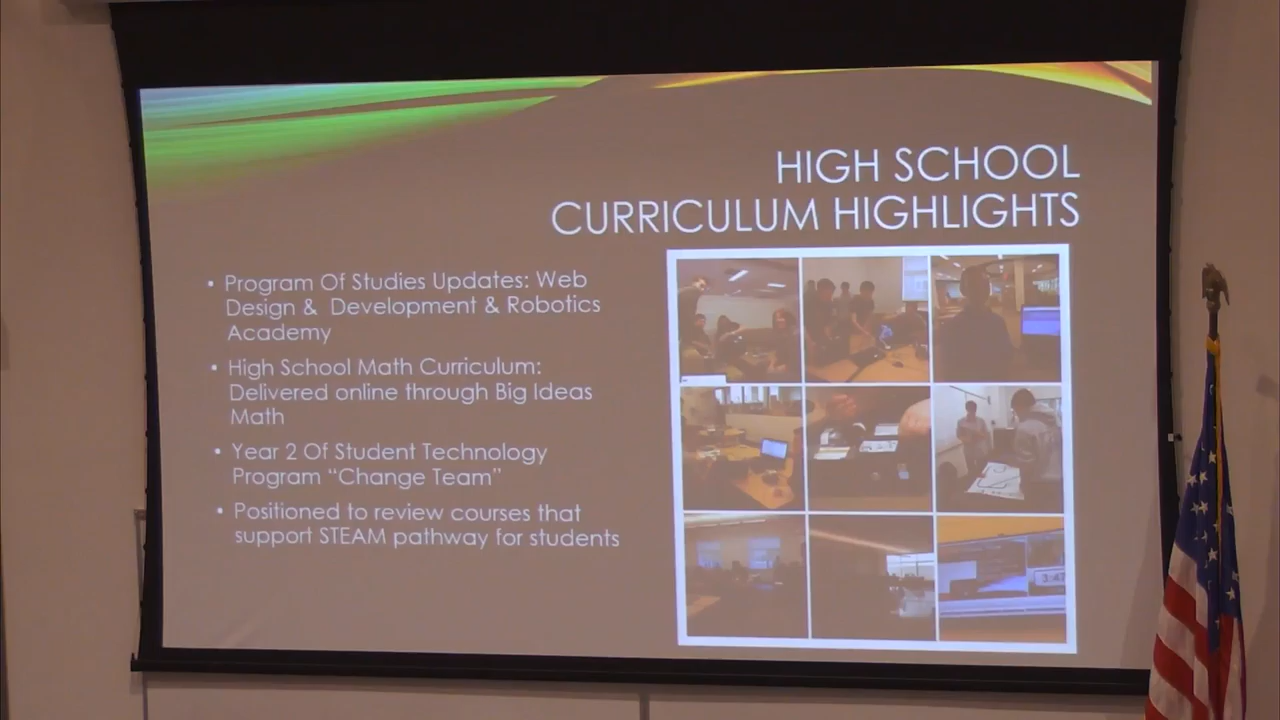 HIGH SCHOOL
CURRICULUM HIGHLIGHTS
▪ Program Of Studies Updates: Web
Design & Development & Robotics
Academy
▪ High School Math Curriculum:
Delivered online through Big Ideas
Math
▪ Year 2 Of Student Technology
Program “Change Team”
▪ Positioned to review courses that
support STEAM pathway for students
3:47